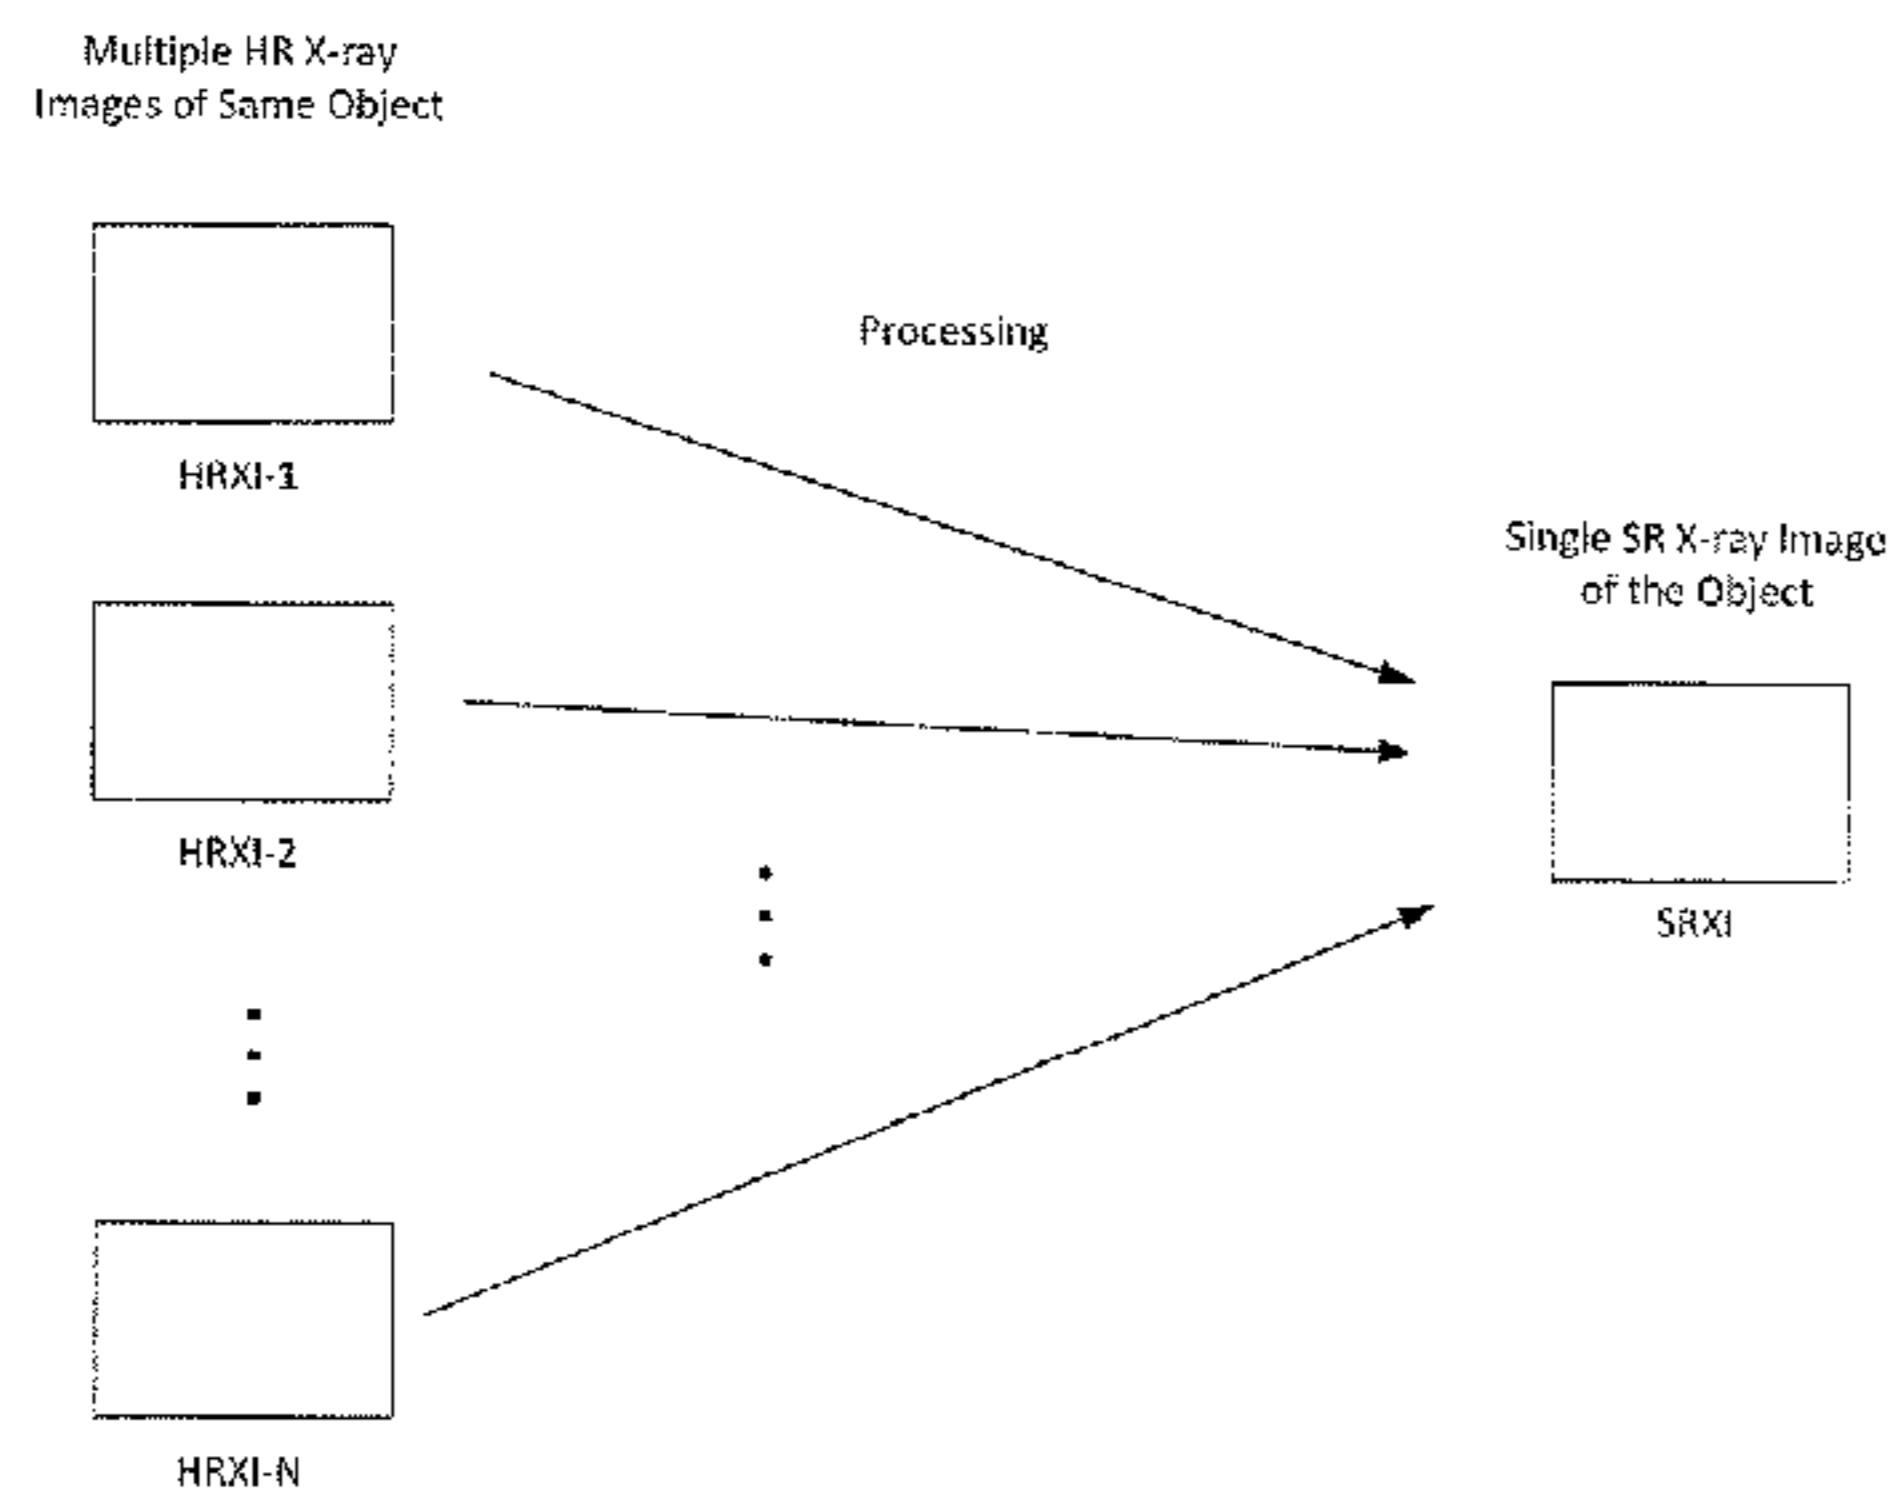 Multiple HR X-ray
Images of Same Object
Processing
HRXI-1
Single SR X-ray Image
of the Object
HRXI-2
SRXI
HRXI-N